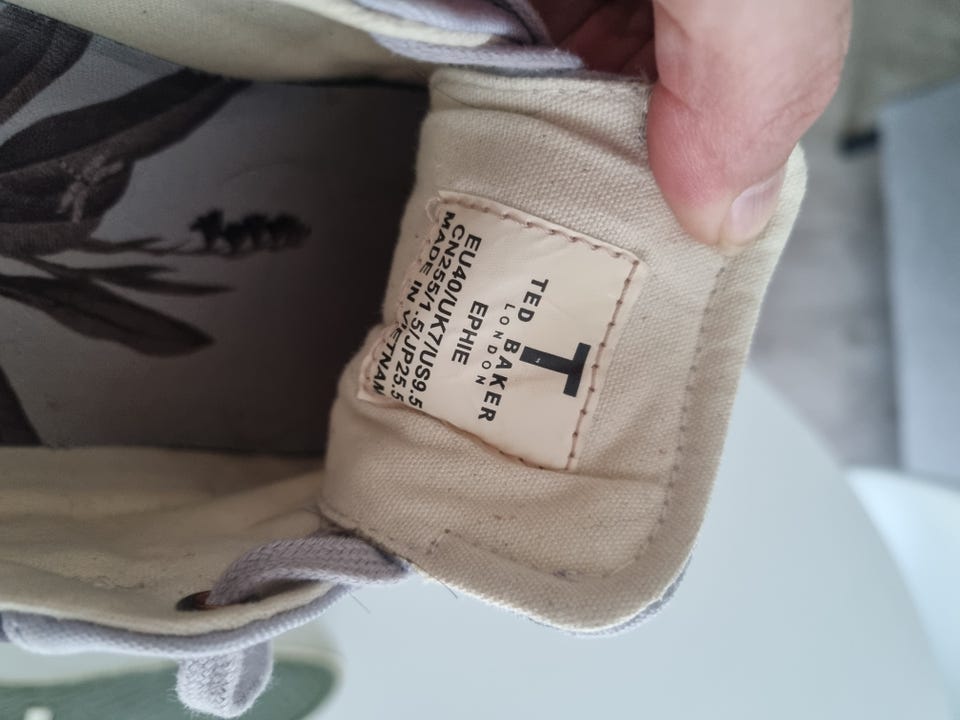 T
TED BAKER
LONDON
EPHIE
EU40/UK7/US9.5
CN255/1.5/JP25.5
MADE IN VIETNAM